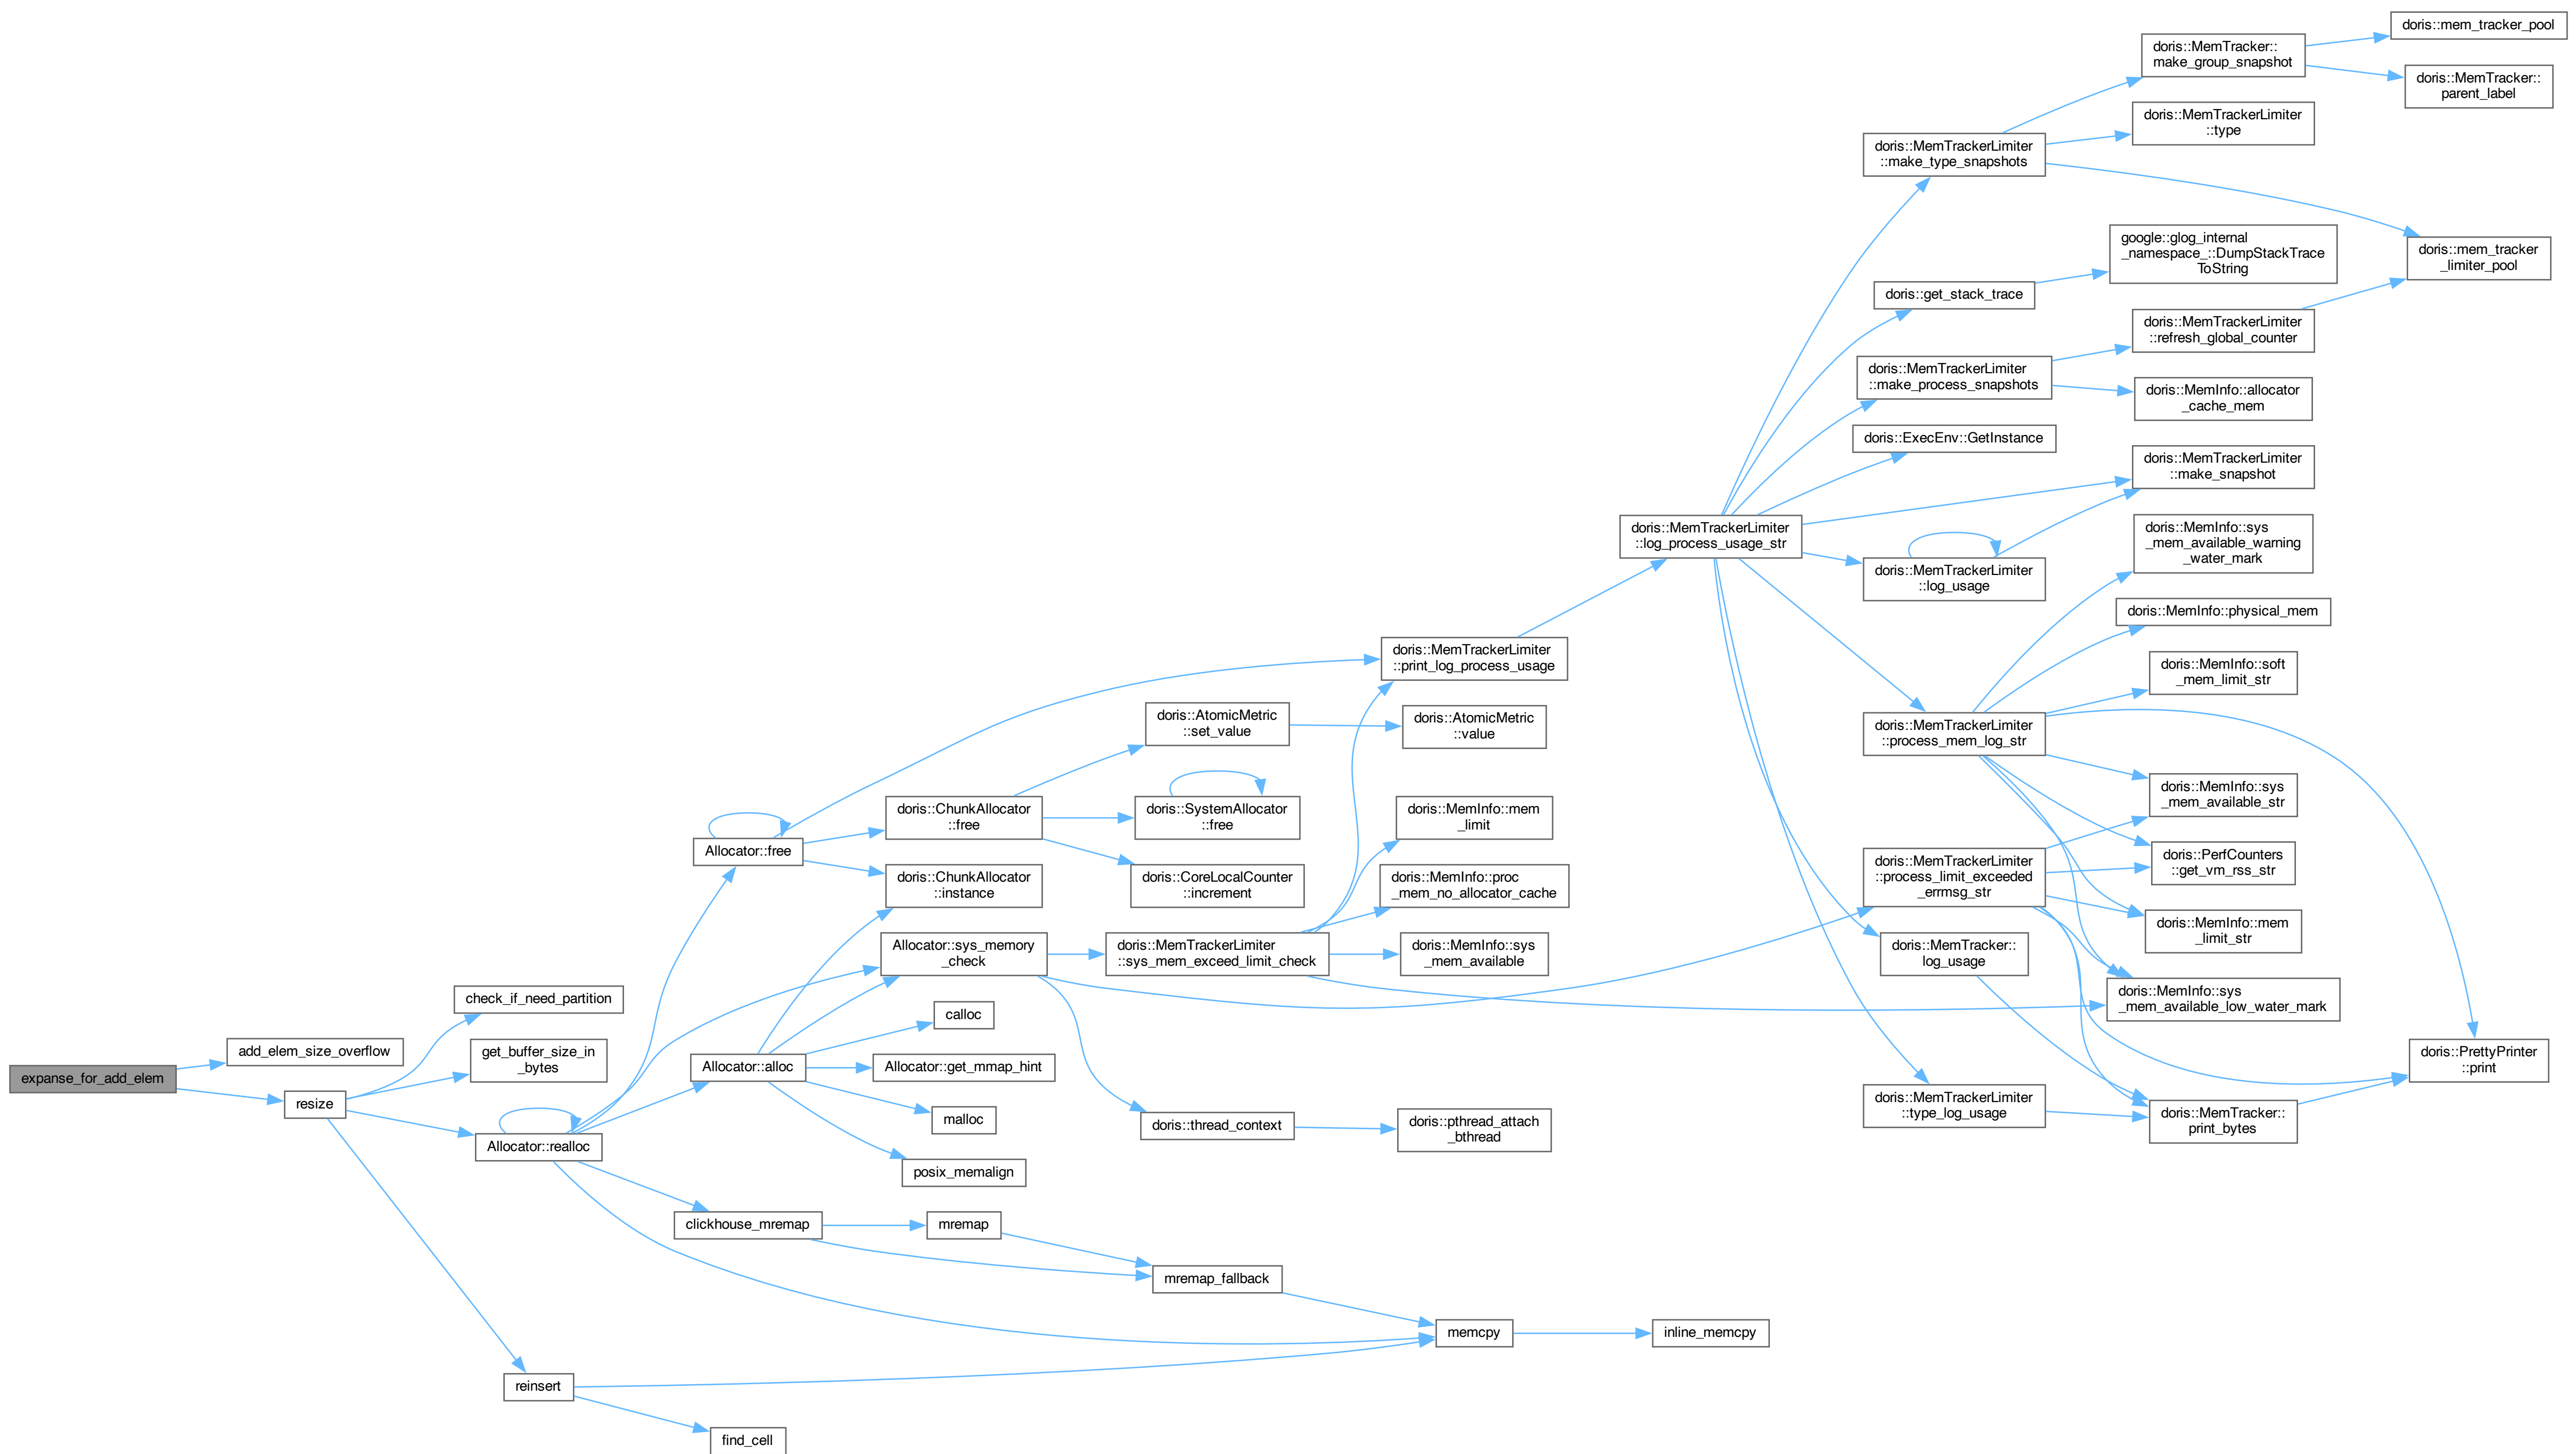 expanse_for_add_elem
add_elem_size_overflow
resize
check_if_need_partition
get_buffer_size_in
_bytes
Allocator::realloc
reinsert
Allocator::free
Allocator::alloc
clickhouse_mremap
find_cell
doris::ChunkAllocator
::free
doris::ChunkAllocator
::instance
Allocator::sys_memory
_check
calloc
Allocator::get_mmap_hint
malloc
posix_memalign
mremap
doris::AtomicMetric
::set_value
doris::SystemAllocator
::free
doris::CoreLocalCounter
::increment
doris::MemTrackerLimiter
::sys_mem_exceed_limit_check
doris::thread_context
mremap_fallback
doris::MemTrackerLimiter
::print_log_process_usage
doris::AtomicMetric
::value
doris::MemInfo::mem
_limit
doris::MemInfo::proc
_mem_no_allocator_cache
doris::MemInfo::sys
_mem_available
doris::pthread_attach
_bthread
memcpy
inline_memcpy
doris::MemTrackerLimiter
::log_process_usage_str
doris::MemTrackerLimiter
::make_type_snapshots
doris::get_stack_trace
doris::MemTrackerLimiter
::make_process_snapshots
doris::ExecEnv::GetInstance
doris::MemTrackerLimiter
::log_usage
doris::MemTrackerLimiter
::process_mem_log_str
doris::MemTrackerLimiter
::process_limit_exceeded
_errmsg_str
doris::MemTracker::
log_usage
doris::MemTrackerLimiter
::type_log_usage
doris::MemTracker::
make_group_snapshot
doris::MemTrackerLimiter
::type
google::glog_internal
_namespace_::DumpStackTrace
ToString
doris::MemTrackerLimiter
::refresh_global_counter
doris::MemInfo::allocator
_cache_mem
doris::MemTrackerLimiter
::make_snapshot
doris::MemInfo::sys
_mem_available_warning
_water_mark
doris::MemInfo::physical_mem
doris::MemInfo::soft
_mem_limit_str
doris::MemInfo::sys
_mem_available_str
doris::PerfCounters
::get_vm_rss_str
doris::MemInfo::mem
_limit_str
doris::MemInfo::sys
_mem_available_low_water_mark
doris::MemTracker::
print_bytes
doris::mem_tracker_pool
doris::MemTracker::
parent_label
doris::mem_tracker
_limiter_pool
doris::PrettyPrinter
::print